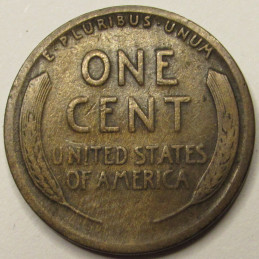 E·PLURIBUS·UNUM
ONE
CENT
UNITED STATES
OF AMERICA